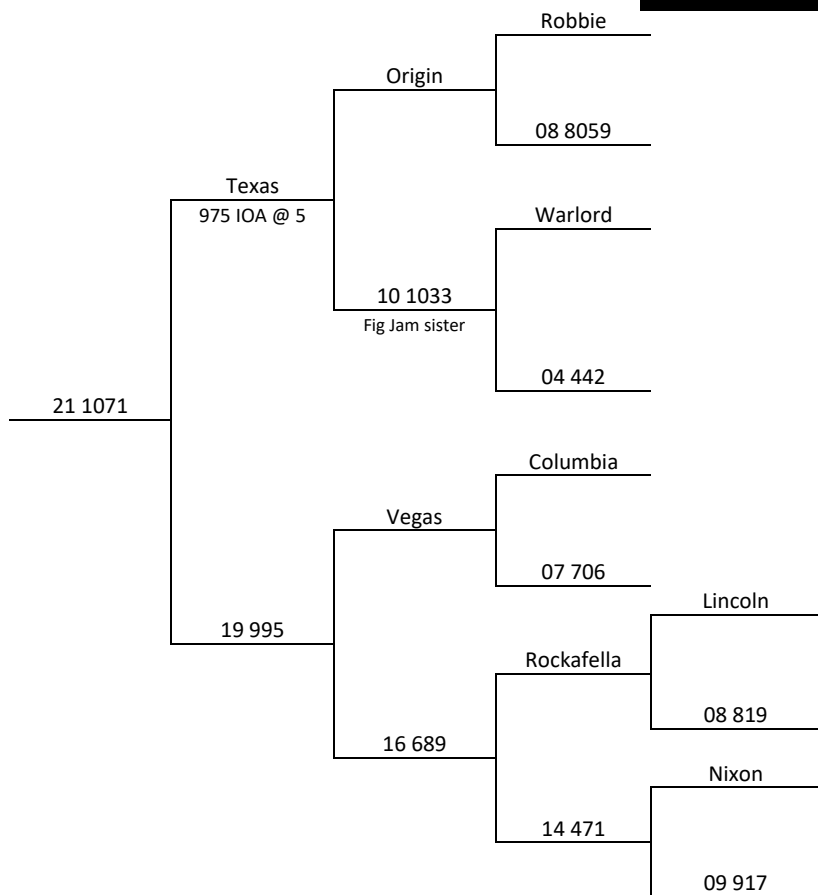 Robbie
Origin
08 8059
Texas
975 IOA @ 5
Warlord
10 1033
Fig Jam sister
04 442
21 1071
Columbia
Vegas
07 706
Lincoln
19 995
Rockafella
08 819
16 689
Nixon
14 471
09 917